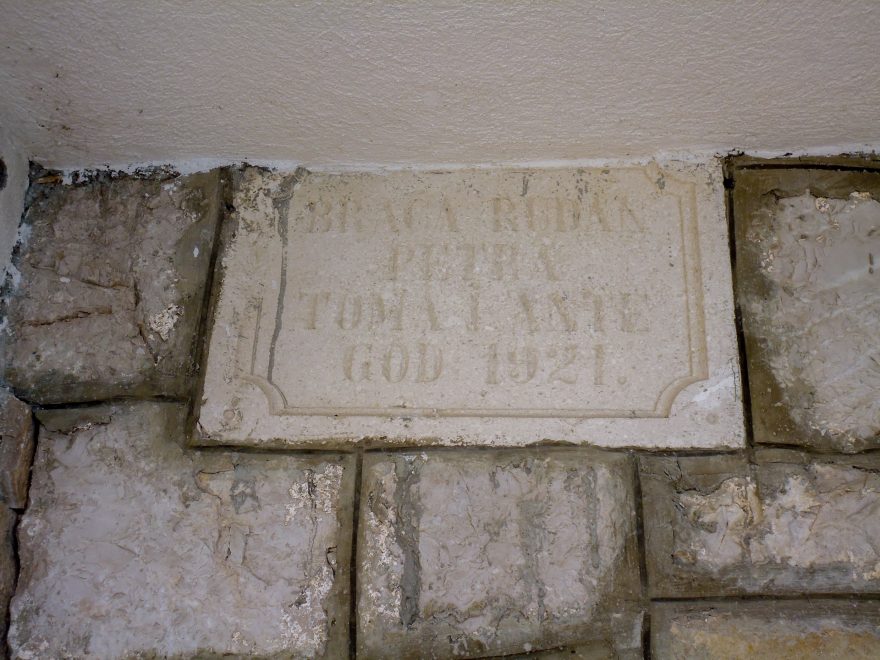 BRAĆA RUDAN
PETRA
TOMA I ANTE
GOD 1921.